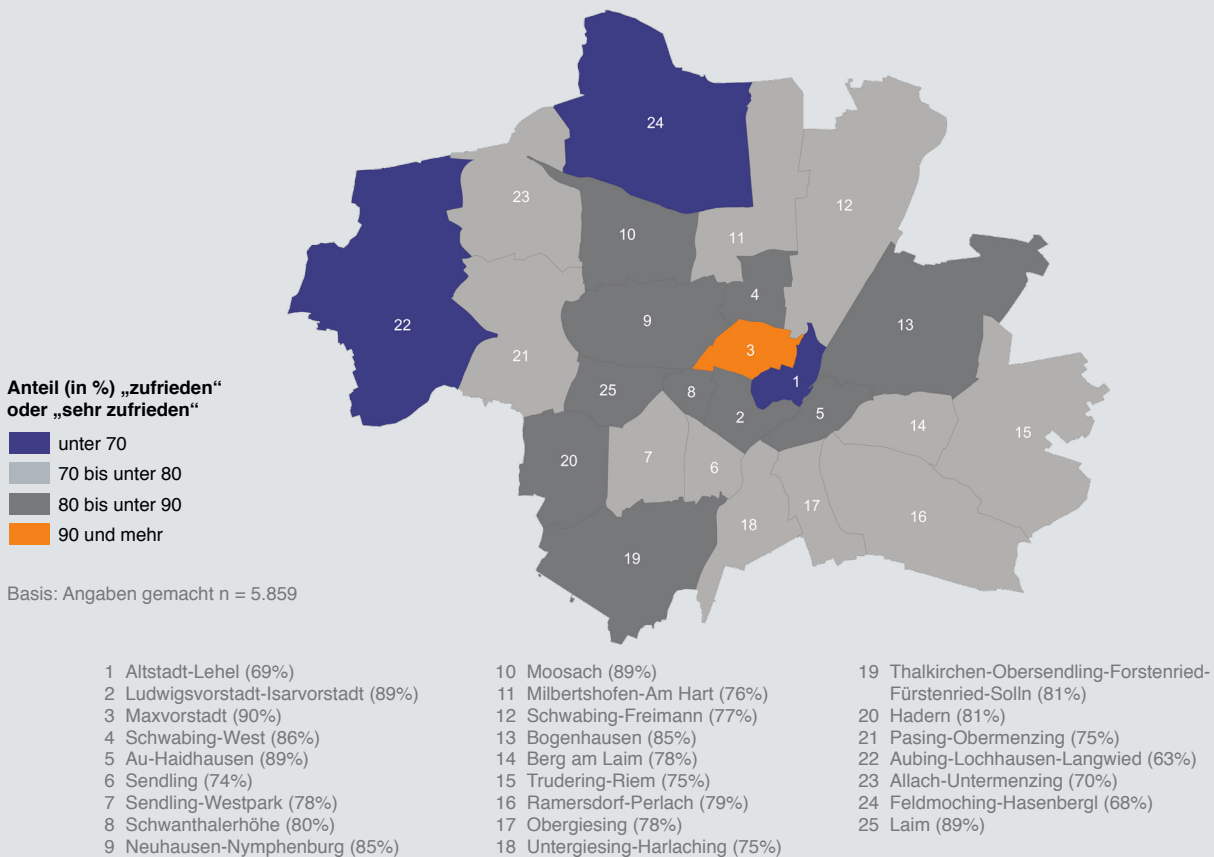 24
23
12
10
11
4
9
13
22
3
21
1
25
8
2
5
14
15
20
7
6
17
16
18
19
Anteil (in %) „zufrieden“
oder „sehr zufrieden“
unter 70
70 bis unter 80
80 bis unter 90
90 und mehr
Basis: Angaben gemacht n = 5.859
1 Altstadt-Lehel (69%)
2 Ludwigsvorstadt-Isarvorstadt (89%)
3 Maxvorstadt (90%)
4 Schwabing-West (86%)
5 Au-Haidhausen (89%)
6 Sendling (74%)
7 Sendling-Westpark (78%)
8 Schwanthalerhöhe (80%)
9 Neuhausen-Nymphenburg (85%)
10 Moosach (89%)
11 Milbertshofen-Am Hart (76%)
12 Schwabing-Freimann (77%)
13 Bogenhausen (85%)
14 Berg am Laim (78%)
15 Trudering-Riem (75%)
16 Ramersdorf-Perlach (79%)
17 Obergiesing (78%)
18 Untergiesing-Harlaching (75%)
19 Thalkirchen-Obersendling-Forstenried-
Fürstenried-Solln (81%)
20 Hadern (81%)
21 Pasing-Obermenzing (75%)
22 Aubing-Lochhausen-Langwied (63%)
23 Allach-Untermenzing (70%)
24 Feldmoching-Hasenbergl (68%)
25 Laim (89%)